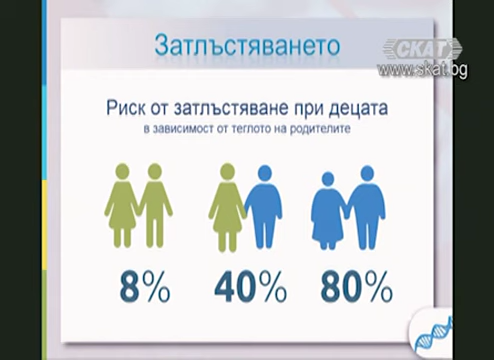 Затлъстяването
СКАТ
www.skat.bg
Риск от затлъстяване при децата
в зависимост от теглото на родителите
8% 40% 80%